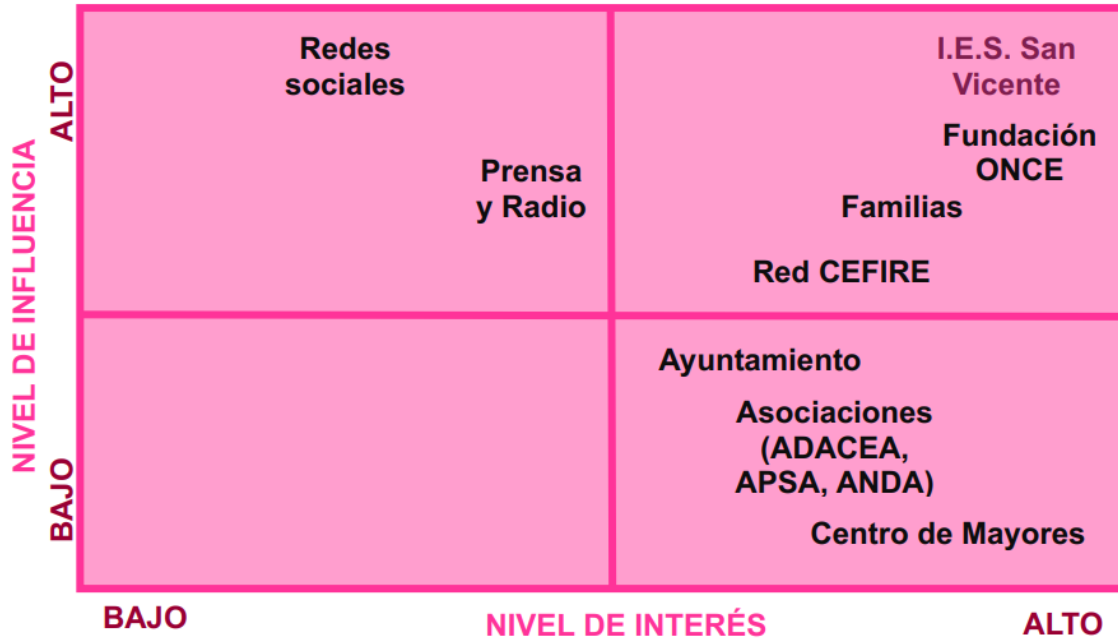 NIVEL DE INFLUENCIA
ALTO
BAJO
Redes
sociales
Prensa
y Radio
I.E.S. San
Vicente
Fundación
ONCE
Familias
Red CEFIRE
Ayuntamiento
Asociaciones
(ADACEA,
APSA, ANDA)
Centro de Mayores
BAJO
NIVEL DE INTERÉS
ALTO